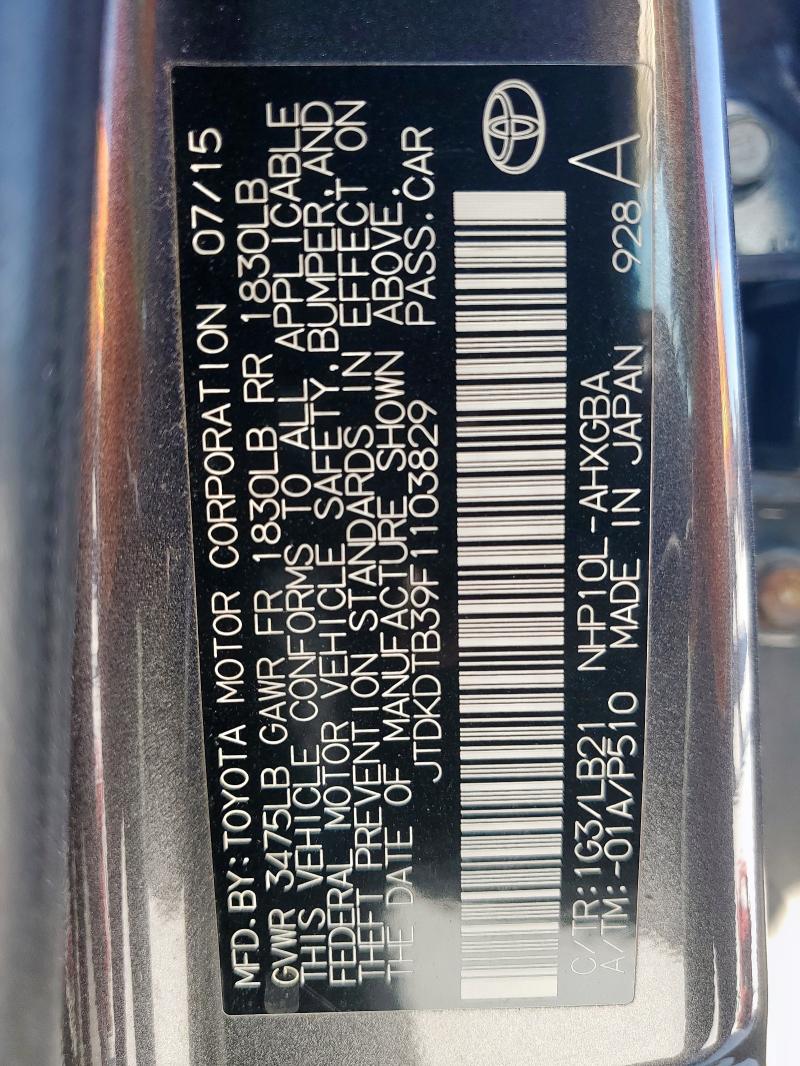 MFD.BY:TOYOTA MOTOR CORPORATION 07/15
GVWR 3475LB GAWR FR 1830LB RR 1830LB
THIS VEHICLE CONFORMS TO ALL APPLICABLE
FEDERAL MOTOR VEHICLE SAFETY,BUMPER,AND
THEFT PREVENTION STANDARDS IN EFFECT ON
THE DATE OF MANUFACTURE SHOWN ABOVE.
JTDKDTB39F1103829 PASS.CAR
C/TR:1G3/LB21 NHP10L-AHXGBA 928 A
A/TM:-01A/P510 MADE IN JAPAN